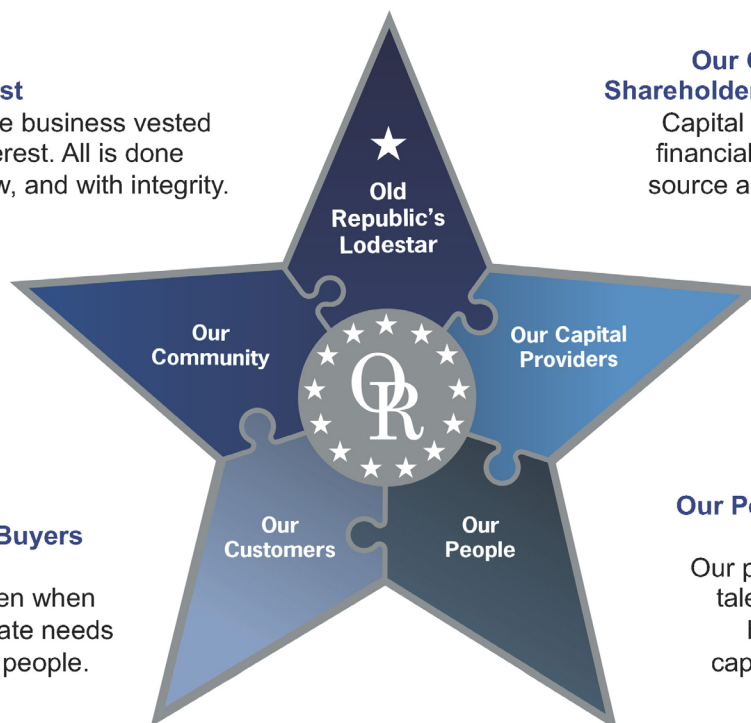 st
e business vested
erest. All is done
w, and with integrity.
Our
Shareholder
Capital
financial
source a
Old
Republic's
Lodestar
Our
Community
Our Capital
Providers
OR
Our
Customers
Our
People
Buyers
en when
ate needs
people.
Our Pe
Our p
tale
cap